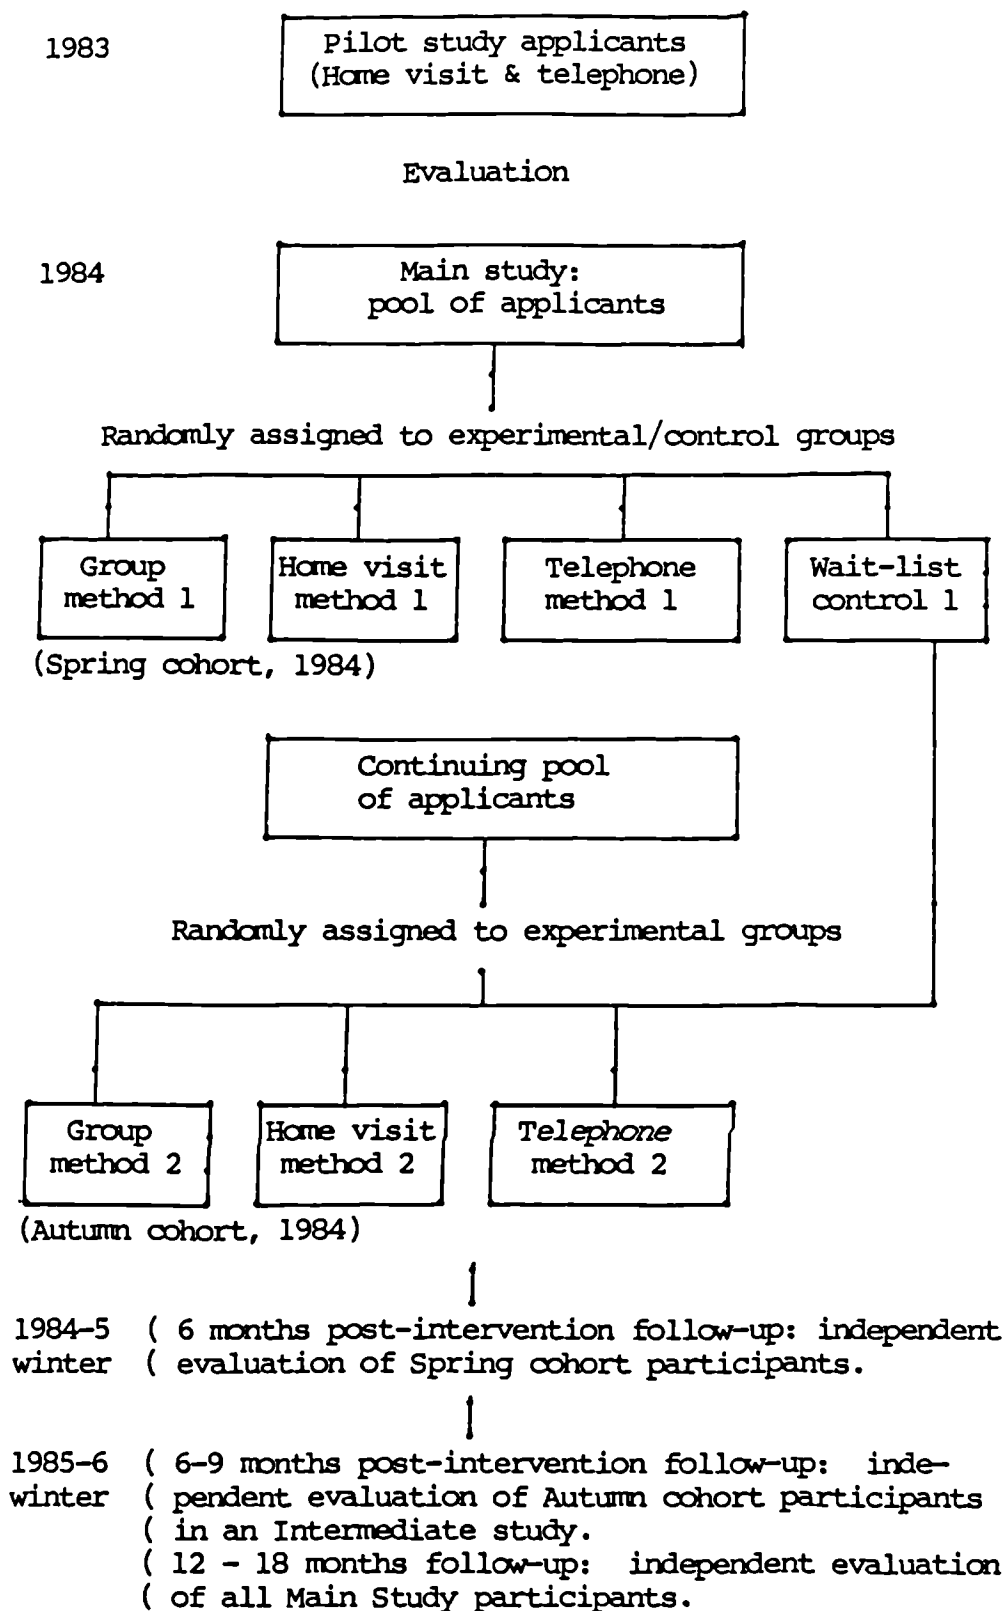 1983
Pilot study applicants
(Home visit & telephone)
Evaluation
1984
Main study:
pool of applicants
Randomly assigned to experimental/control groups
Group
method 1
Home visit
method 1
Telephone
method 1
Wait-list
control 1
(Spring cohort, 1984)
Continuing pool
of applicants
Randomly assigned to experimental groups
Group
method 2
Home visit
method 2
Telephone
method 2
(Autumn cohort, 1984)
1984-5 ( 6 months post-intervention follow-up: independent
winter ( evaluation of Spring cohort participants.
1985-6 ( 6-9 months post-intervention follow-up: inde-
winter ( pendent evaluation of Autumn cohort participants
( in an Intermediate study.
( 12 - 18 months follow-up: independent evaluation
( of all Main Study participants.